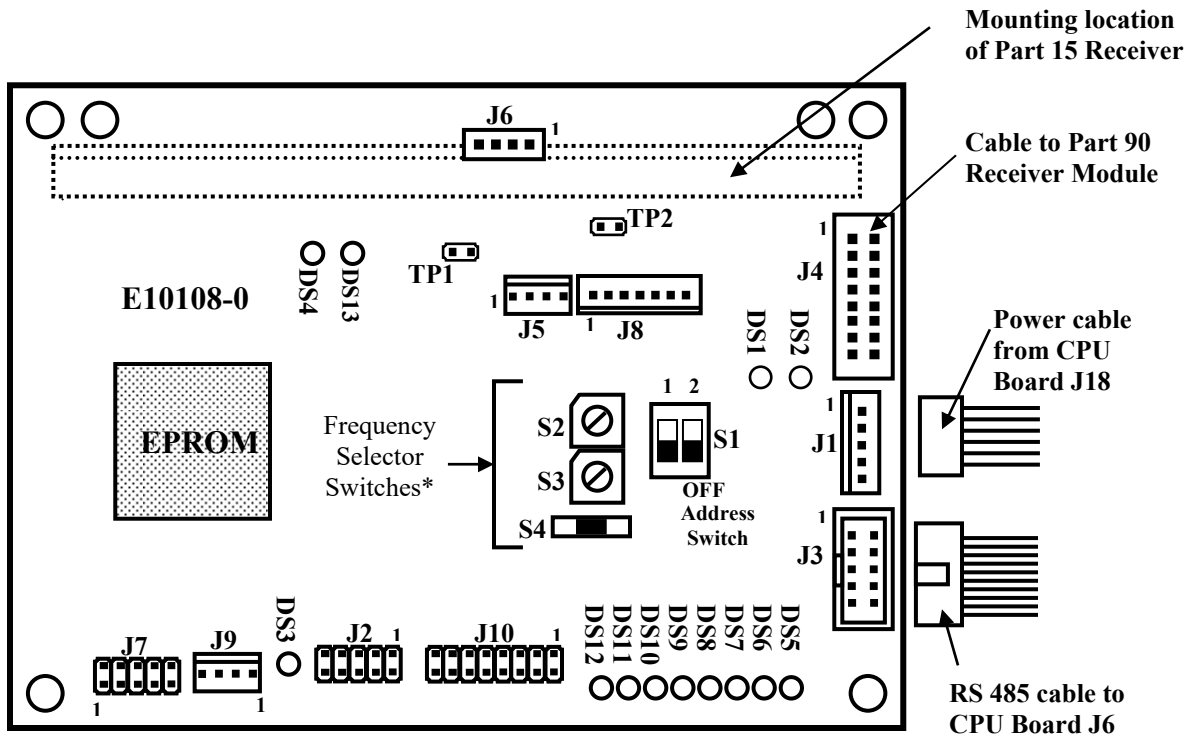 Mounting location
of Part 15 Receiver
J6
1
Cable to Part 90
Receiver Module
TP2
1
TP1
J4
DS4
DS13
E10108-0
1
J5
1
J8
DS1
DS2
Power cable
from CPU
Board J18
1 2
1
EPROM
Frequency
Selector
Switches*
S2
S1
J1
S3
OFF
Address
Switch
S4
1
J3
DS3
J7
J9
J2
1
J10
1
DS12
DS11
DS10
DS9
DS8
DS7
DS6
DS5
1
1
RS 485 cable to
CPU Board J6